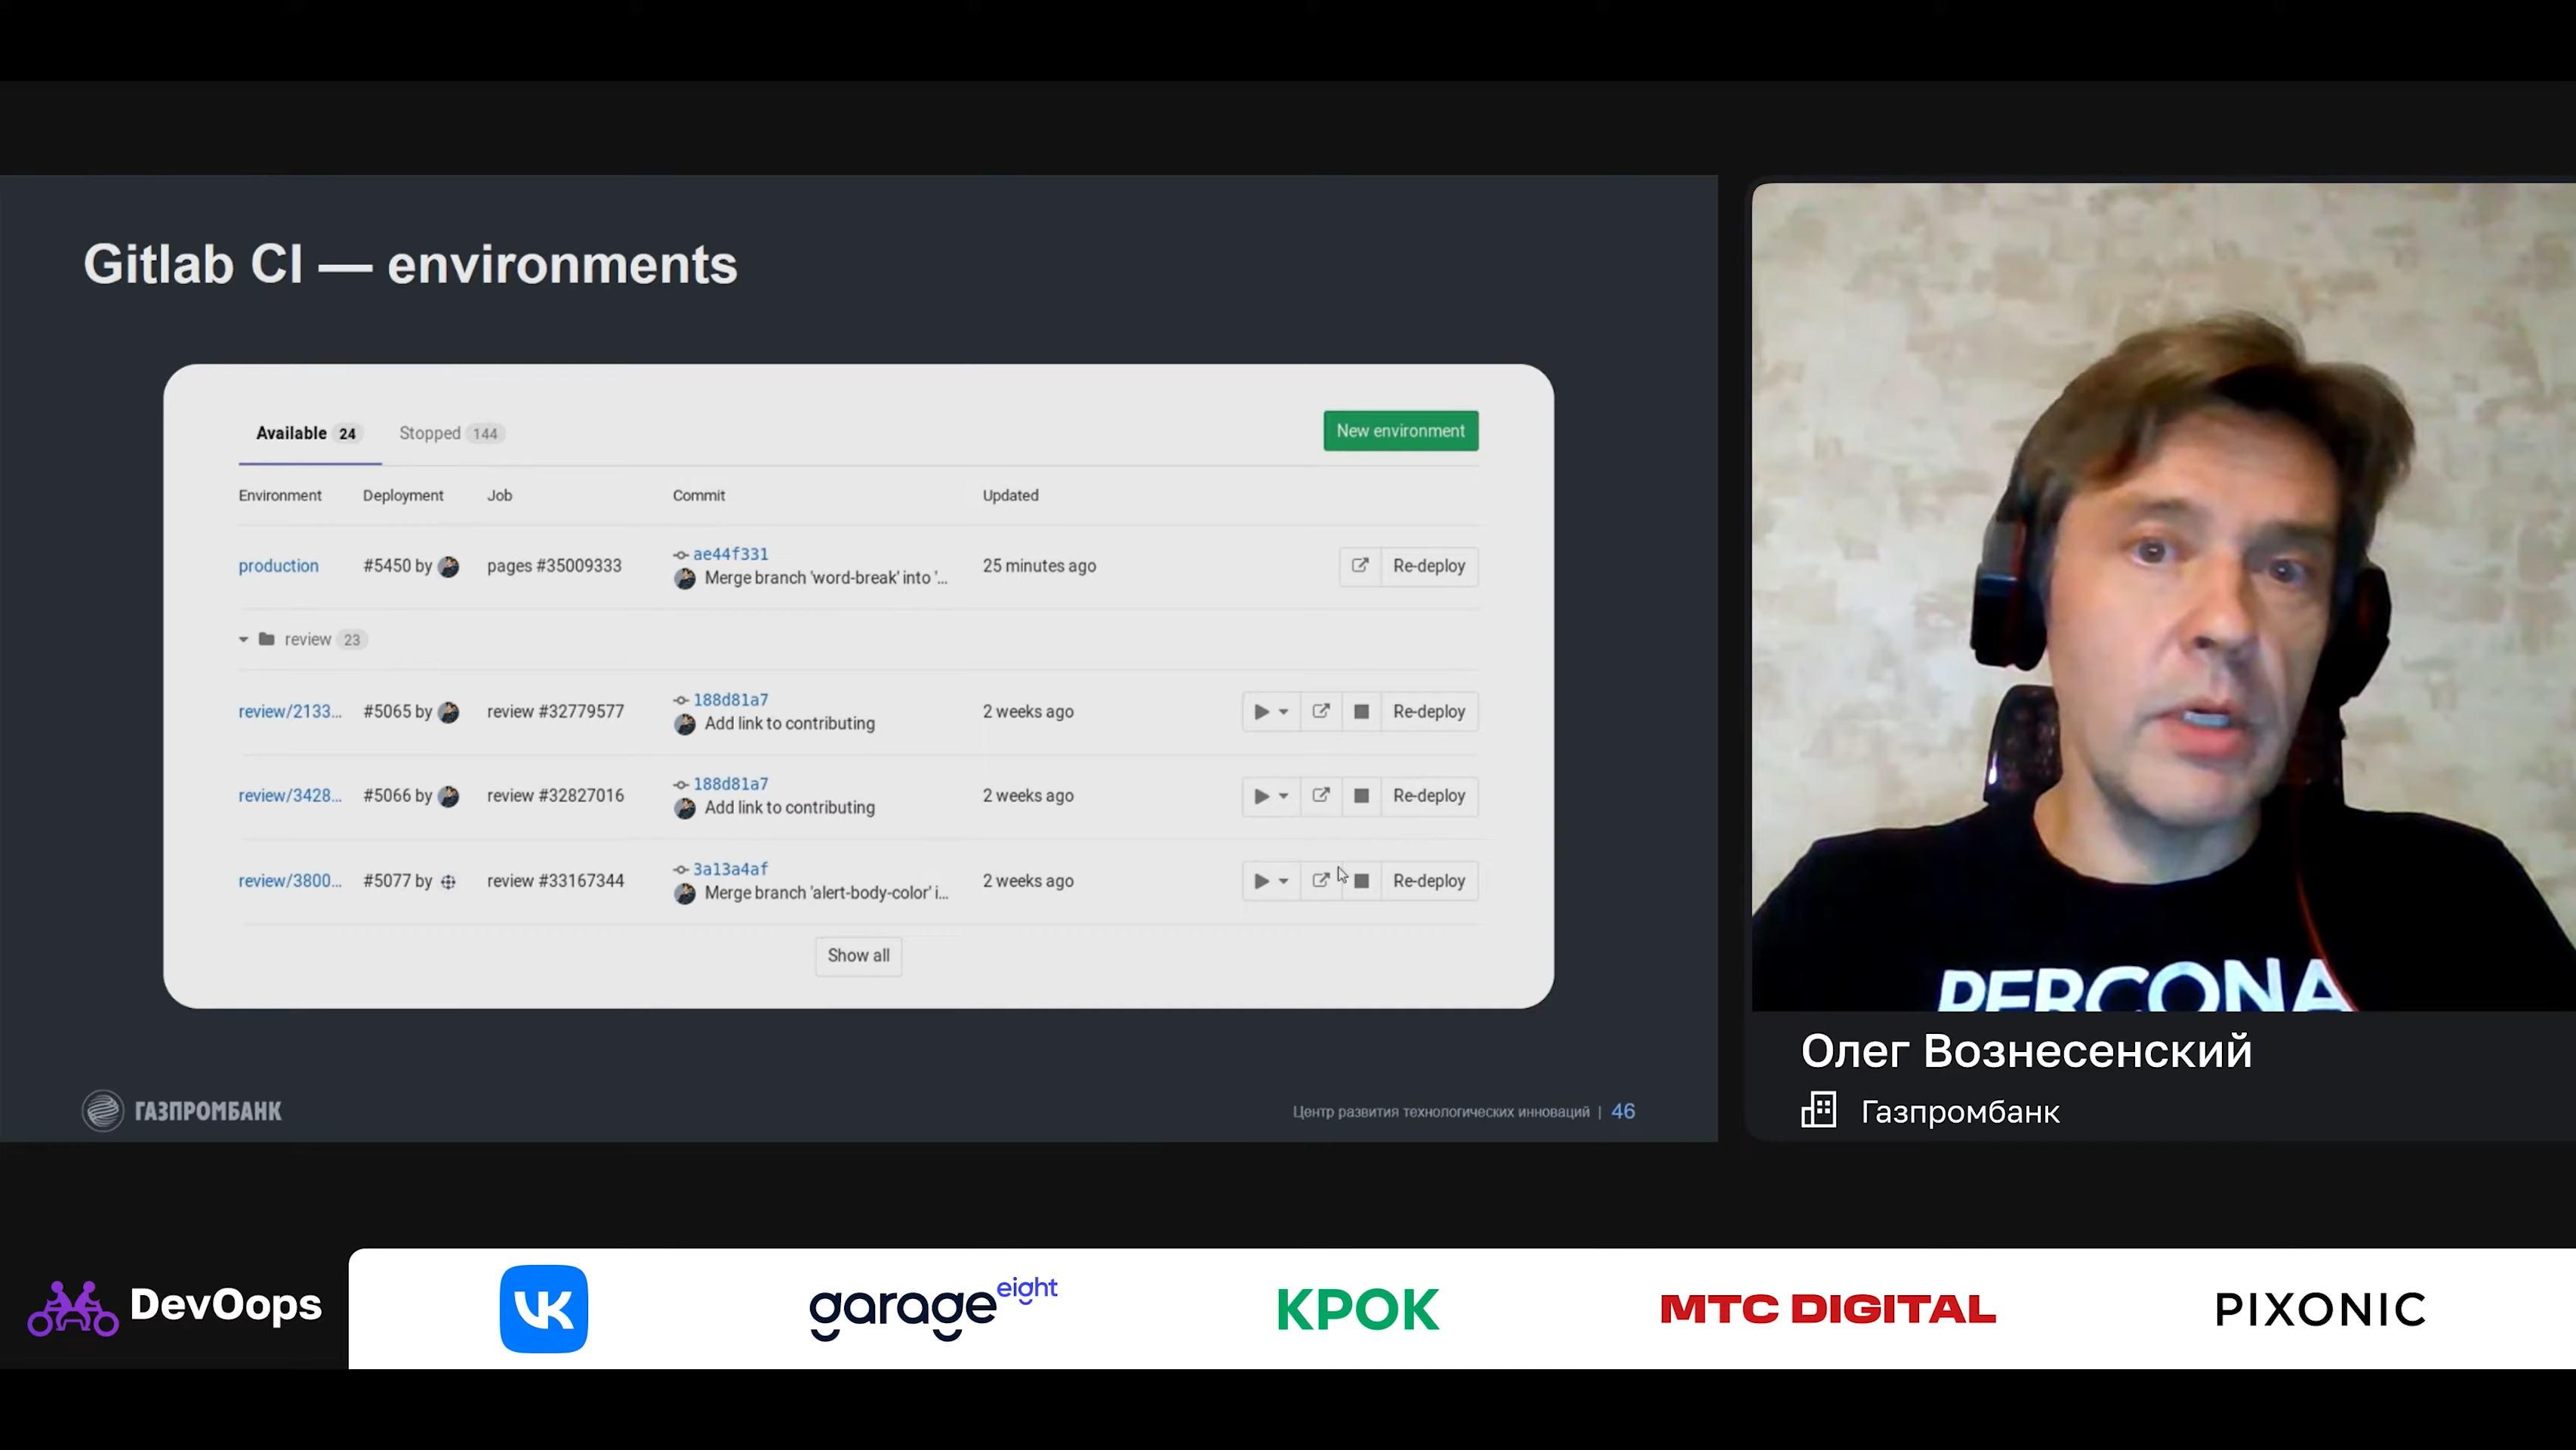 Gitlab CI — environments
Available 24 Stopped 144 New environment
Environment Deployment Job Commit Updated
production #5450 by pages #35009333 ae44f331 25 minutes ago Re-deploy
Merge branch 'word-break' into '...
review 23
review/2133... #5065 by review #32779577 188d81a7 2 weeks ago Re-deploy
Add link to contributing
review/3428... #5066 by review #32827016 188d81a7 2 weeks ago Re-deploy
Add link to contributing
review/3800... #5077 by review #33167344 3a13a4af 2 weeks ago Re-deploy
Merge branch 'alert-body-color' i...
Show all
ГАЗПРОМБАНК
Центр развития технологических инноваций | 46
PERCONA
Олег Вознесенский
Газпромбанк
DevOops
VK
garage eight
КРОК
МТС DIGITAL
PIXONIC